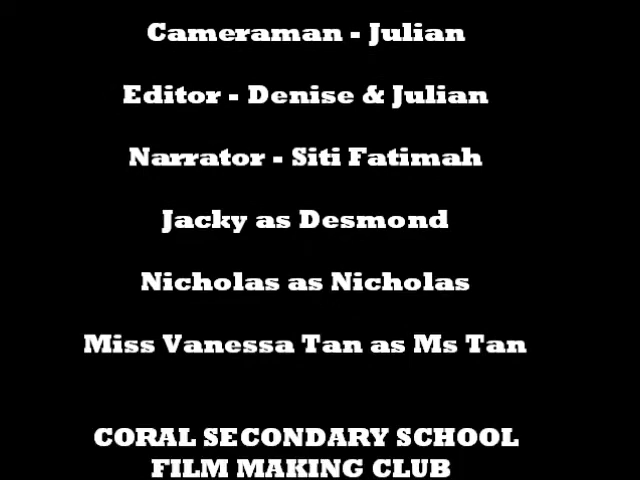 Cameraman - Julian
Editor - Denise & Julian
Narrator - Siti Fatimah
Jacky as Desmond
Nicholas as Nicholas
Miss Vanessa Tan as Ms Tan
CORAL SECONDARY SCHOOL
FILM MAKING CLUB